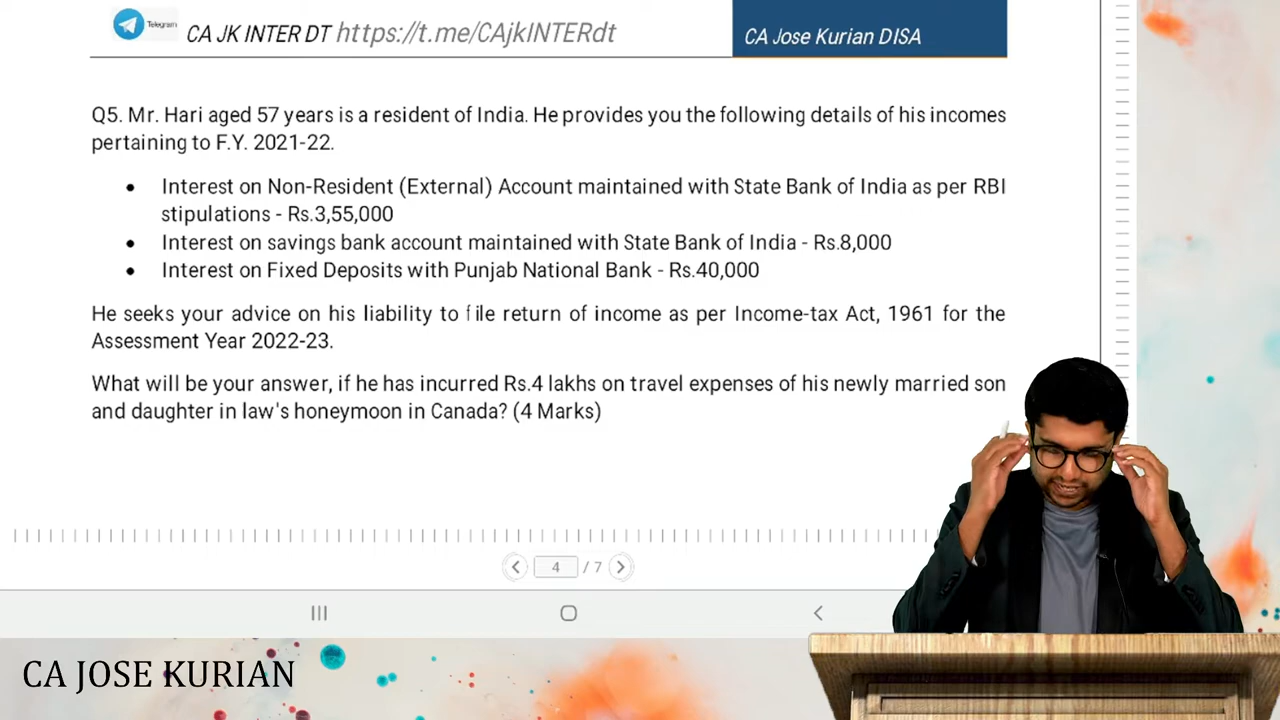 Telegram
CA JK INTER DT https://t.me/CAjkINTERdt
CA Jose Kurian DISA
Q5. Mr. Hari aged 57 years is a resident of India. He provides you the following details of his incomes
pertaining to F.Y. 2021-22.
• Interest on Non-Resident (External) Account maintained with State Bank of India as per RBI
stipulations - Rs.3,55,000
• Interest on savings bank account maintained with State Bank of India - Rs.8,000
• Interest on Fixed Deposits with Punjab National Bank - Rs.40,000
He seeks your advice on his liability to file return of income as per Income-tax Act, 1961 for the
Assessment Year 2022-23.
What will be your answer, if he has incurred Rs.4 lakhs on travel expenses of his newly married son
and daughter in law's honeymoon in Canada? (4 Marks)
4 / 7
CA JOSE KURIAN